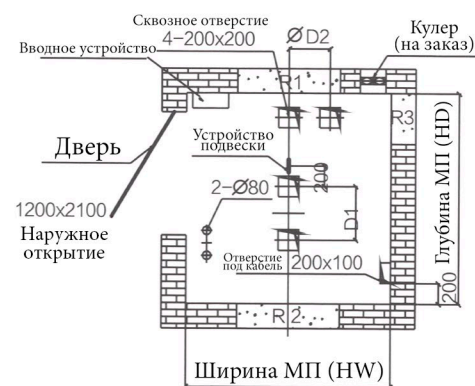 Сквозное отверстие
4-200x200
Ø D2
Кулер
(на заказ)
Вводное устройство
R1
R3
Дверь
Устройство
подвески
200
Глубина МП (HD)
2-Ø80
D1
1200x2100
Наружное
открытие
Отверстие
под кабель
200x100
200
R2
Ширина МП (HW)